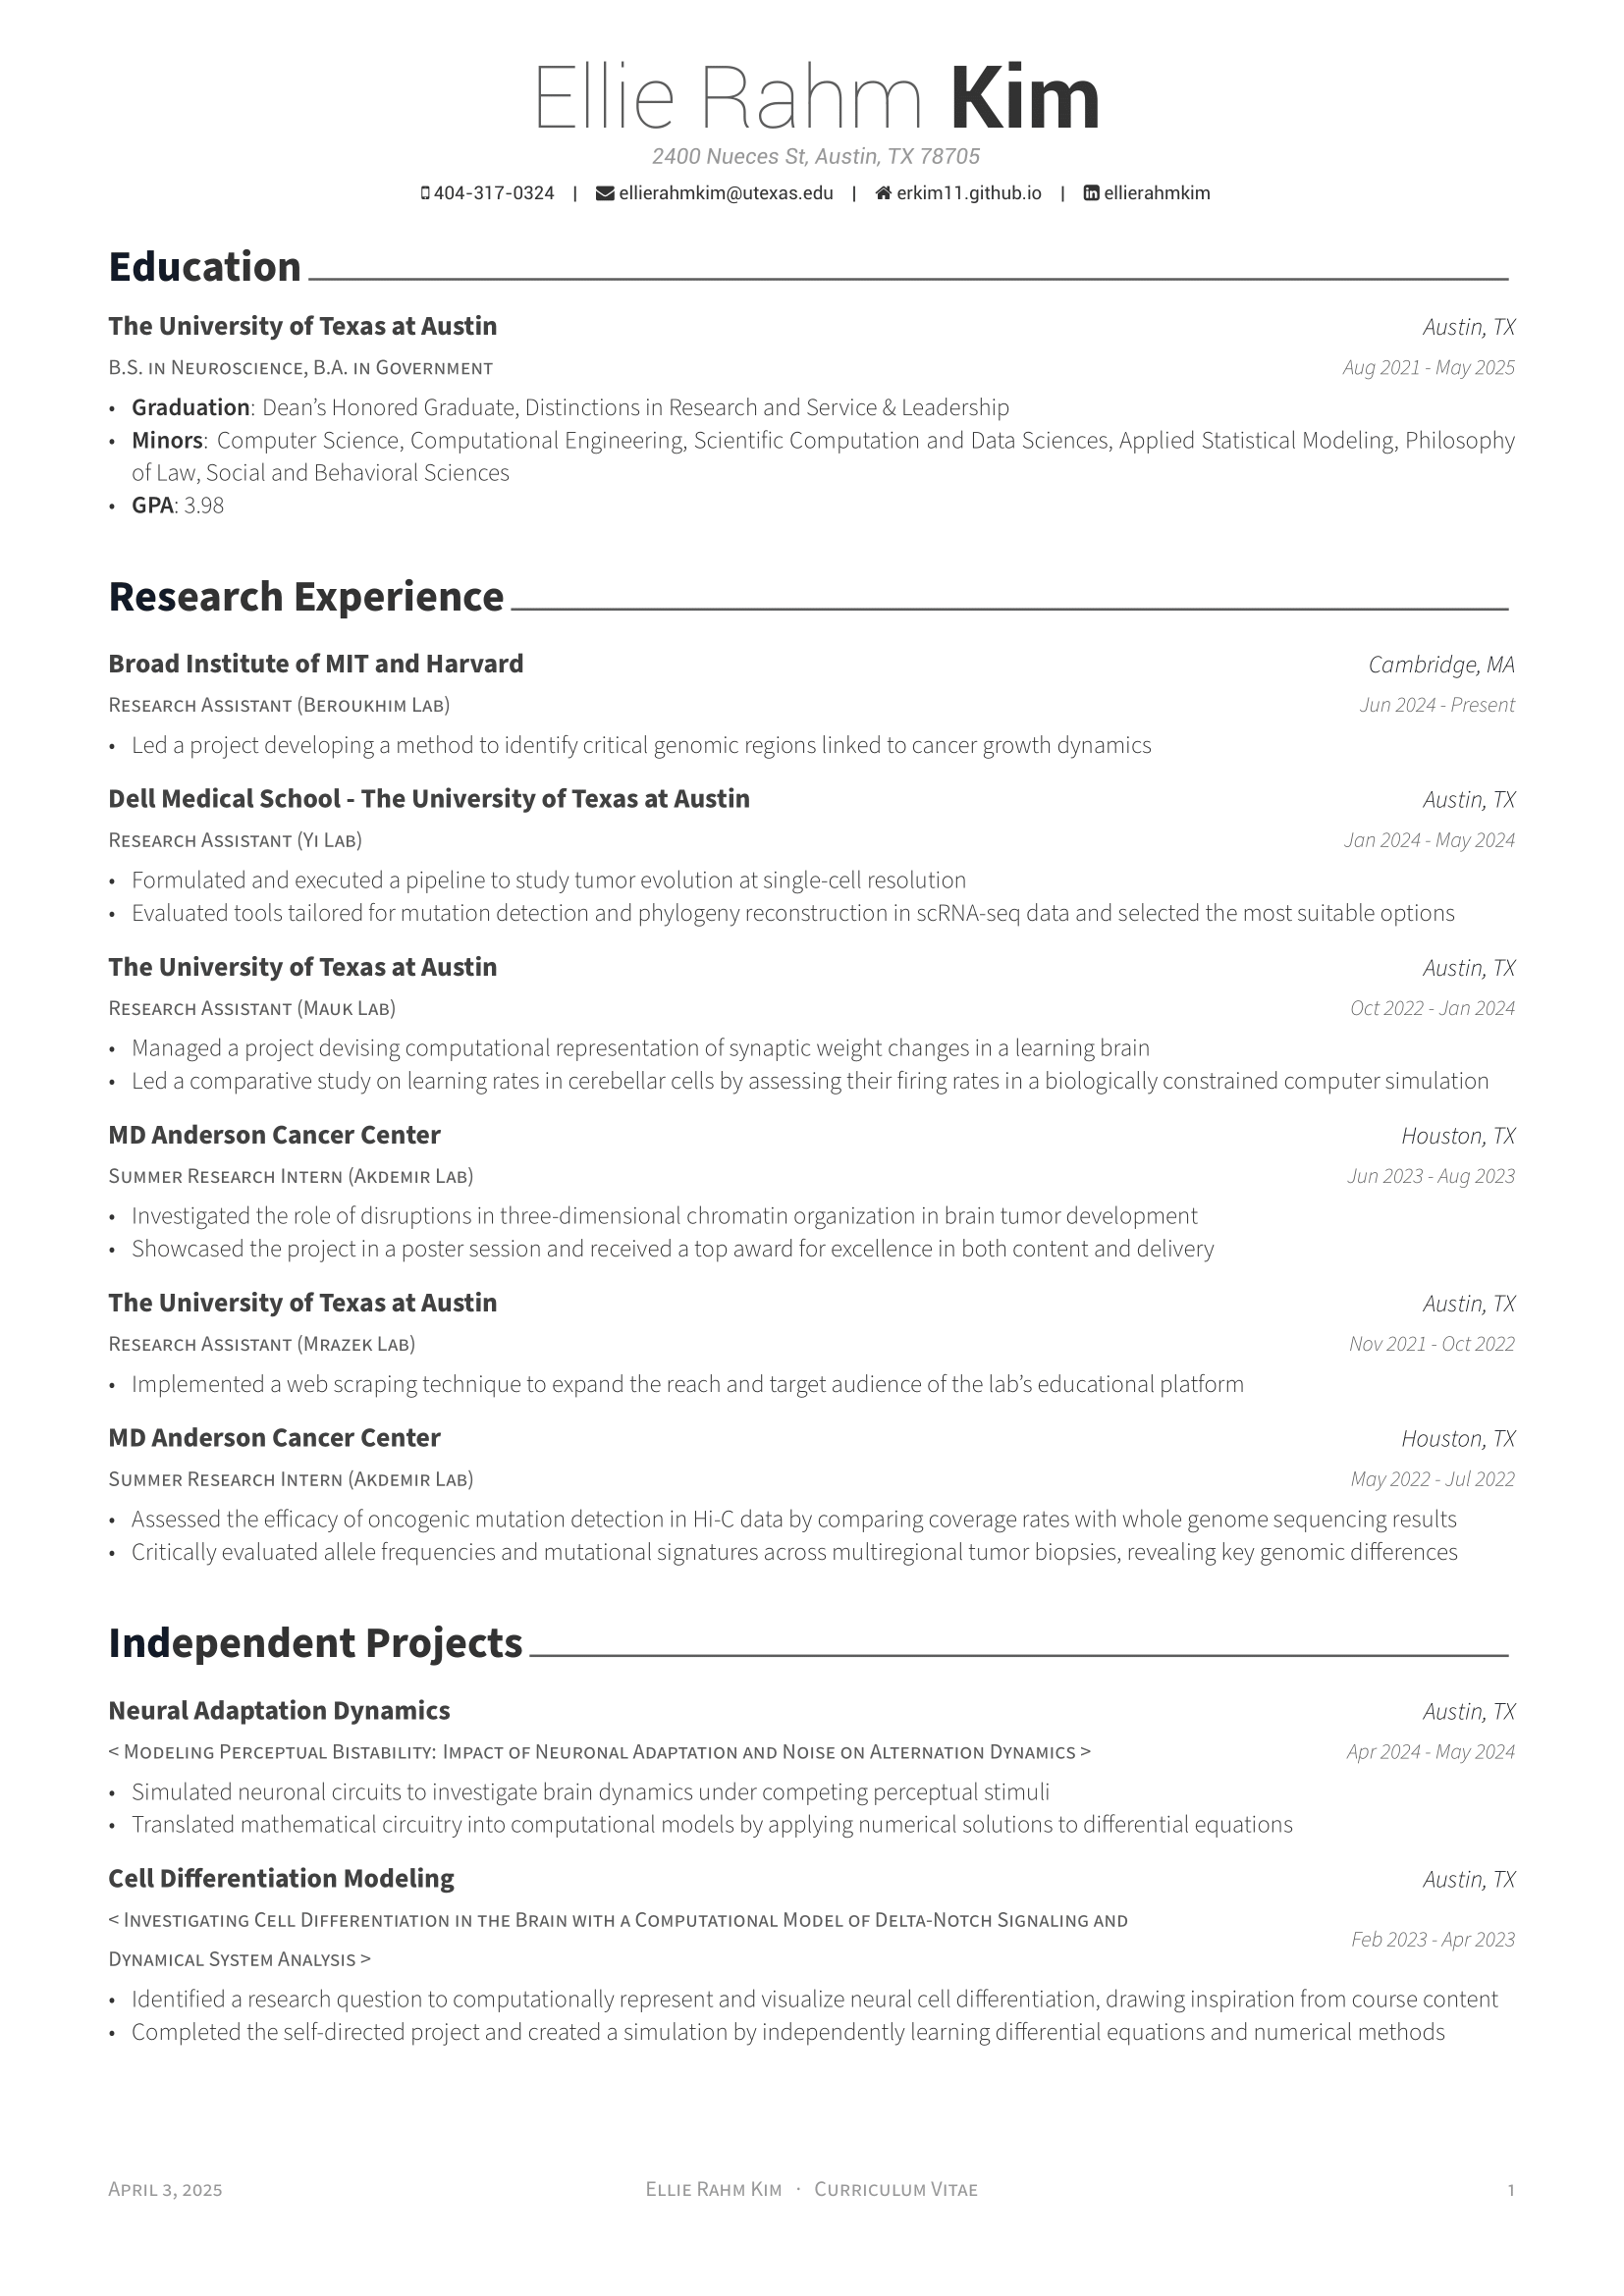 Ellie Rahm Kim
2400 Nueces St, Austin, TX 78705
404-317-0324 | ellierahmkim@utexas.edu | erkim11.github.io | ellierahmkim
Education
The University of Texas at Austin Austin, TX
B.S. in Neuroscience, B.A. in Government Aug 2021 - May 2025
• Graduation: Dean’s Honored Graduate, Distinctions in Research and Service & Leadership
• Minors: Computer Science, Computational Engineering, Scientific Computation and Data Sciences, Applied Statistical Modeling, Philosophy
of Law, Social and Behavioral Sciences
• GPA: 3.98
Research Experience
Broad Institute of MIT and Harvard Cambridge, MA
Research Assistant (Beroukhim Lab) Jun 2024 - Present
• Led a project developing a method to identify critical genomic regions linked to cancer growth dynamics
Dell Medical School - The University of Texas at Austin Austin, TX
Research Assistant (Yi Lab) Jan 2024 - May 2024
• Formulated and executed a pipeline to study tumor evolution at single-cell resolution
• Evaluated tools tailored for mutation detection and phylogeny reconstruction in scRNA-seq data and selected the most suitable options
The University of Texas at Austin Austin, TX
Research Assistant (Mauk Lab) Oct 2022 - Jan 2024
• Managed a project devising computational representation of synaptic weight changes in a learning brain
• Led a comparative study on learning rates in cerebellar cells by assessing their firing rates in a biologically constrained computer simulation
MD Anderson Cancer Center Houston, TX
Summer Research Intern (Akdemir Lab) Jun 2023 - Aug 2023
• Investigated the role of disruptions in three-dimensional chromatin organization in brain tumor development
• Showcased the project in a poster session and received a top award for excellence in both content and delivery
The University of Texas at Austin Austin, TX
Research Assistant (Mrazek Lab) Nov 2021 - Oct 2022
• Implemented a web scraping technique to expand the reach and target audience of the lab’s educational platform
MD Anderson Cancer Center Houston, TX
Summer Research Intern (Akdemir Lab) May 2022 - Jul 2022
• Assessed the efficacy of oncogenic mutation detection in Hi-C data by comparing coverage rates with whole genome sequencing results
• Critically evaluated allele frequencies and mutational signatures across multiregional tumor biopsies, revealing key genomic differences
Independent Projects
Neural Adaptation Dynamics Austin, TX
< Modeling Perceptual Bistability: Impact of Neuronal Adaptation and Noise on Alternation Dynamics > Apr 2024 - May 2024
• Simulated neuronal circuits to investigate brain dynamics under competing perceptual stimuli
• Translated mathematical circuitry into computational models by applying numerical solutions to differential equations
Cell Differentiation Modeling Austin, TX
< Investigating Cell Differentiation in the Brain with a Computational Model of Delta-Notch Signaling and
Feb 2023 - Apr 2023
Dynamical System Analysis >
• Identified a research question to computationally represent and visualize neural cell differentiation, drawing inspiration from course content
• Completed the self-directed project and created a simulation by independently learning differential equations and numerical methods
April 3, 2025 Ellie Rahm Kim · Curriculum Vitae 1